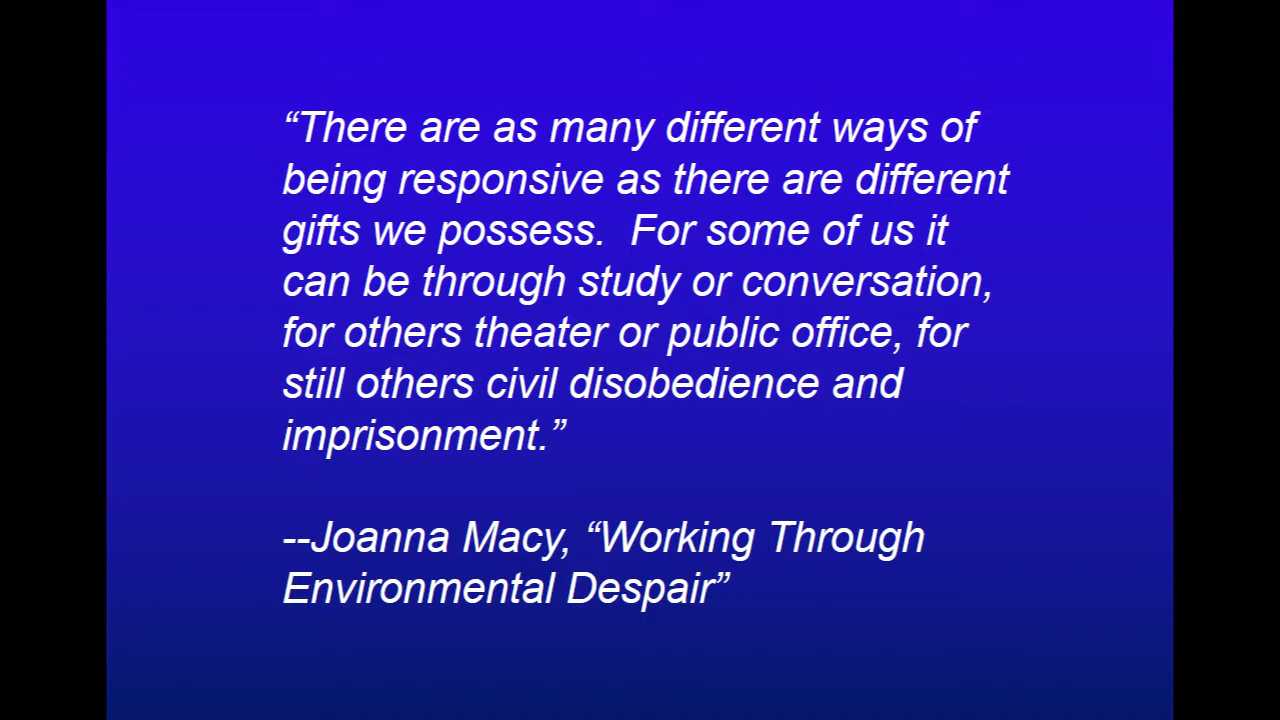 “There are as many different ways of
being responsive as there are different
gifts we possess.  For some of us it
can be through study or conversation,
for others theater or public office, for
still others civil disobedience and
imprisonment.”
--Joanna Macy, “Working Through
Environmental Despair”